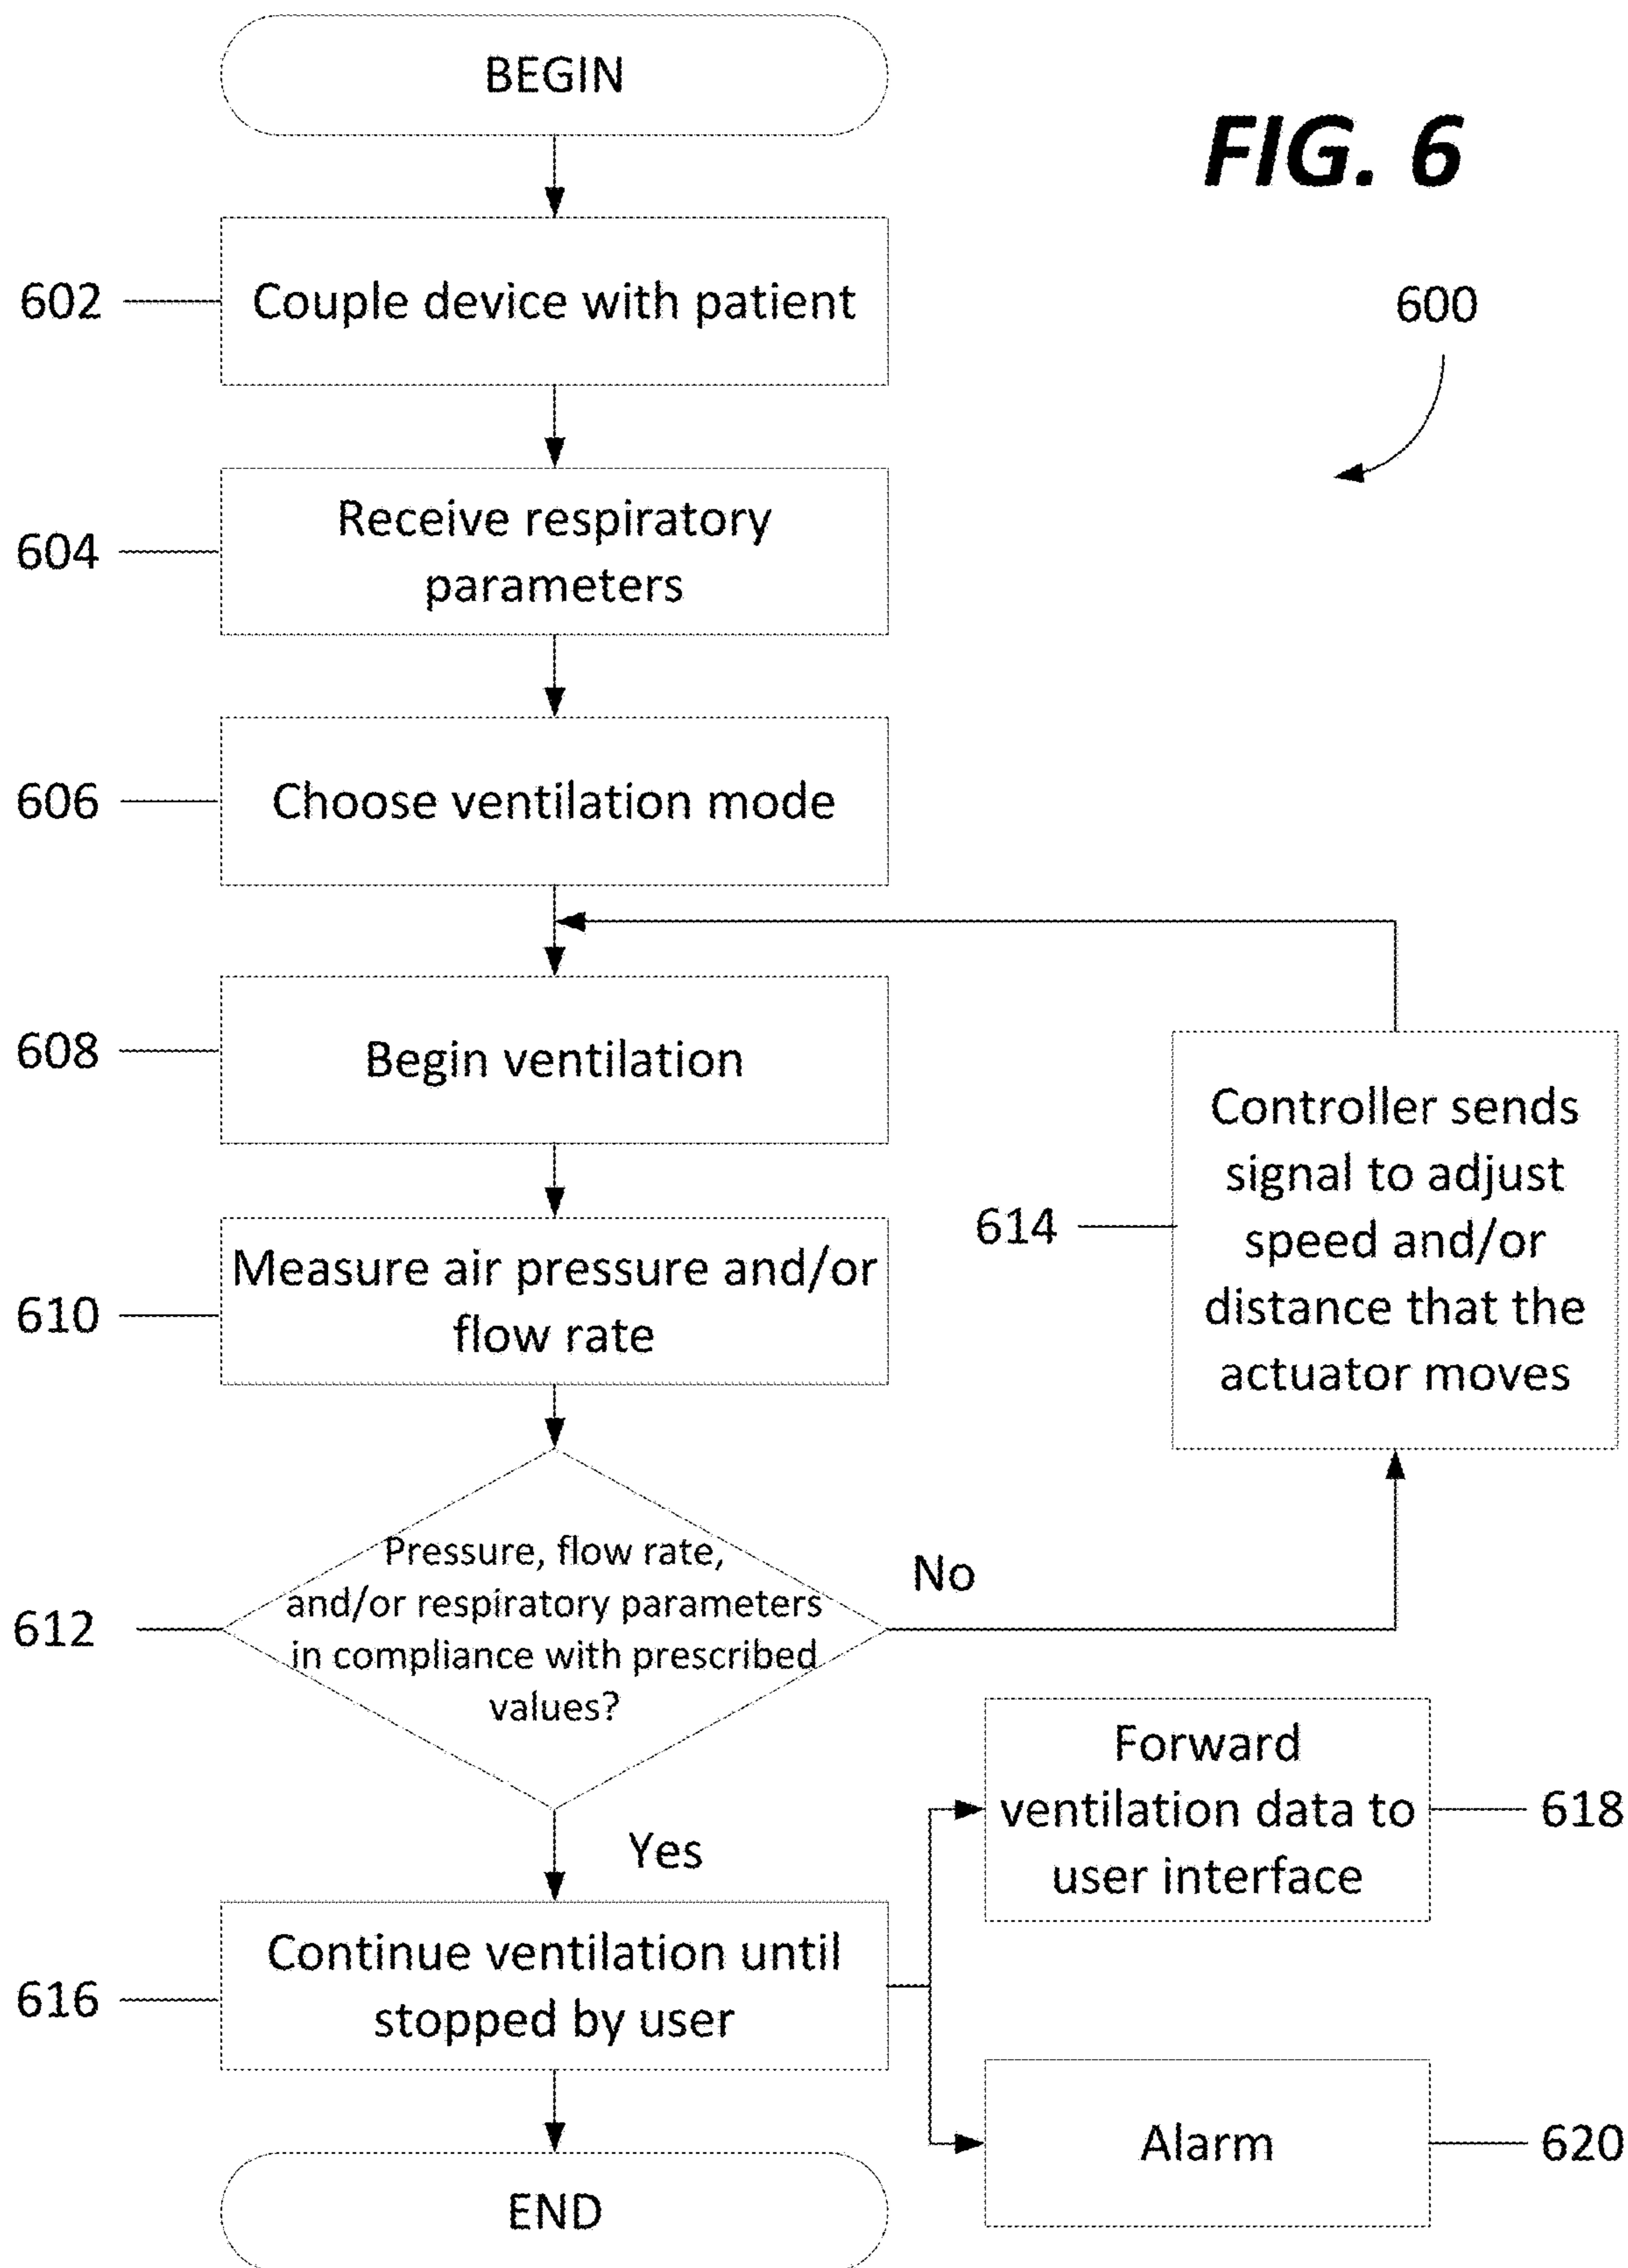 BEGIN
FIG. 6
602
Couple device with patient
600
604
Receive respiratory
parameters
606
Choose ventilation mode
608
Begin ventilation
610
Measure air pressure and/or
flow rate
614
Controller sends
signal to adjust
speed and/or
distance that the
actuator moves
612
Pressure, flow rate,
and/or respiratory parameters
in compliance with prescribed
values?
No
Yes
616
Continue ventilation until
stopped by user
Forward
ventilation data to
user interface
618
Alarm
620
END